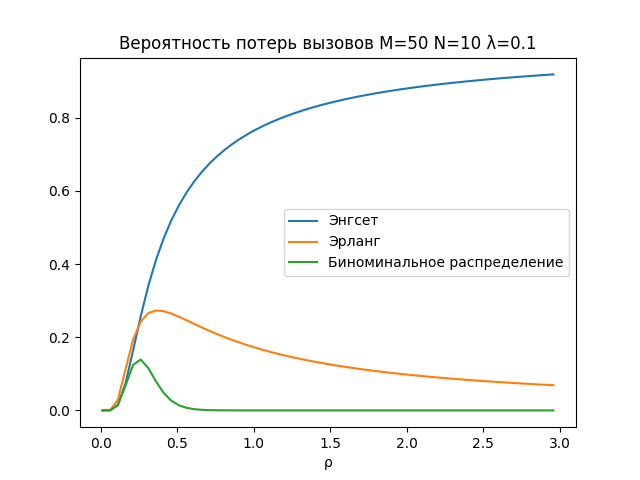 Вероятность потерь вызовов M=50 N=10 λ=0.1
0.8
0.6
0.4
0.2
0.0
Энгсет
Эрланг
Биноминальное распределение
0.0 0.5 1.0 1.5 2.0 2.5 3.0
ρ